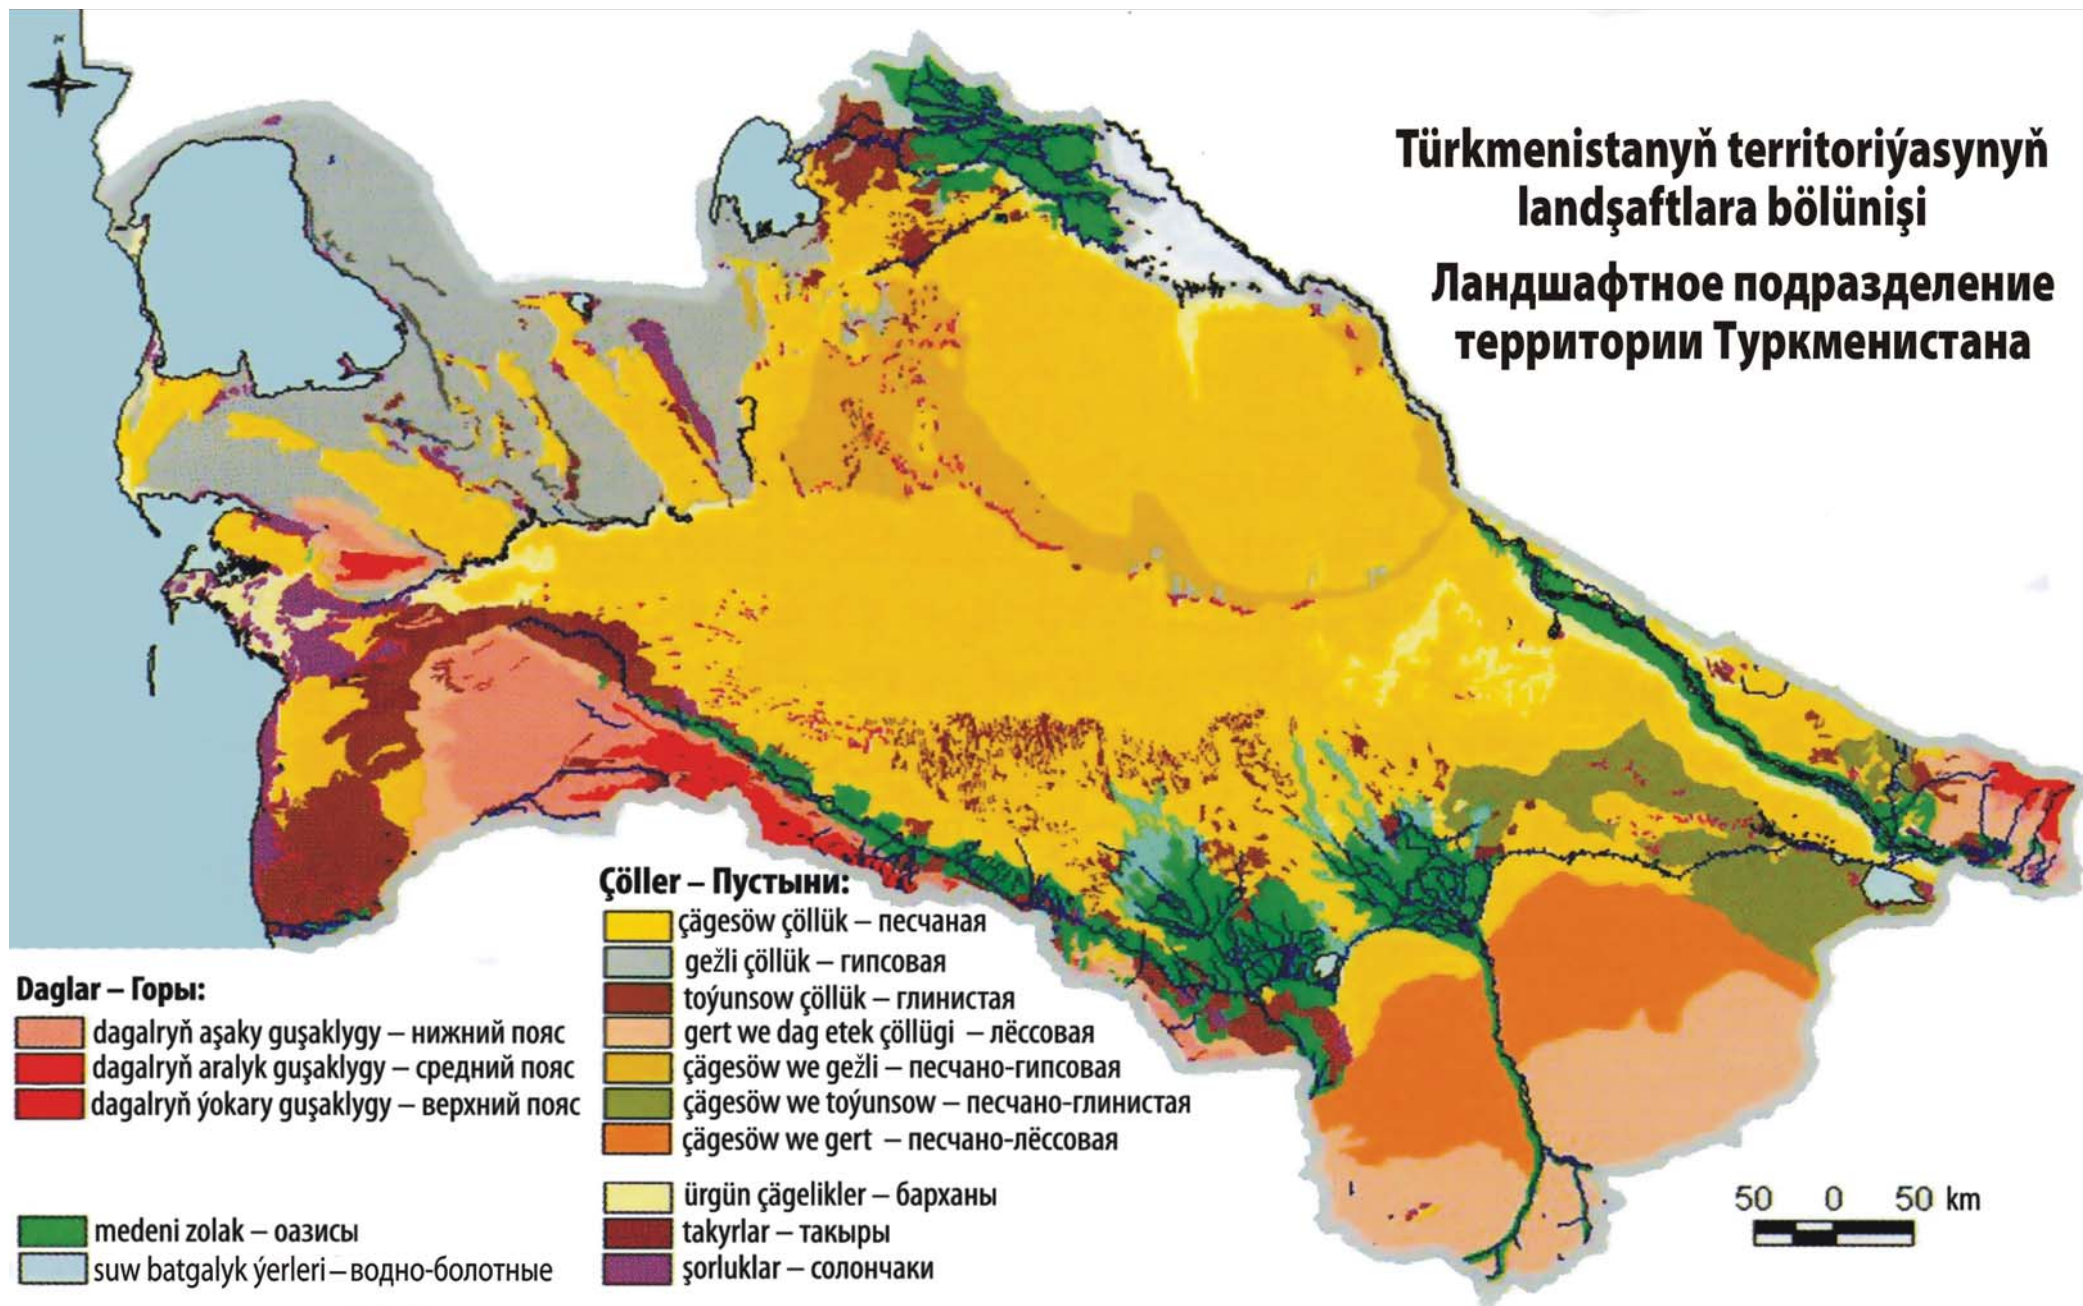 Türkmenistanyň territoriýasynyň
landşaftlara bölünişi
Ландшафтное подразделение
территории Туркменистана
Çöller – Пустыни:
çägesöw çöllük – песчаная
gežli çöllük – гипсовая
toýunsow çöllük – глинистая
gert we dag etek çöllügi – лёссовая
çägesöw we gežli – песчано-гипсовая
çägesöw we toýunsow – песчано-глинистая
çägesöw we gert – песчано-лёссовая
ürgün çägelikler – барханы
takyrlar – такыры
şorluklar – солончаки
Daglar – Горы:
dagalryň aşaky guşaklygy – нижний пояс
dagalryň aralyk guşaklygy – средний пояс
dagalryň ýokary guşaklygy – верхний пояс
medeni zolak – оазисы
suw batgalyk ýerleri – водно-болотные
50 0 50 km